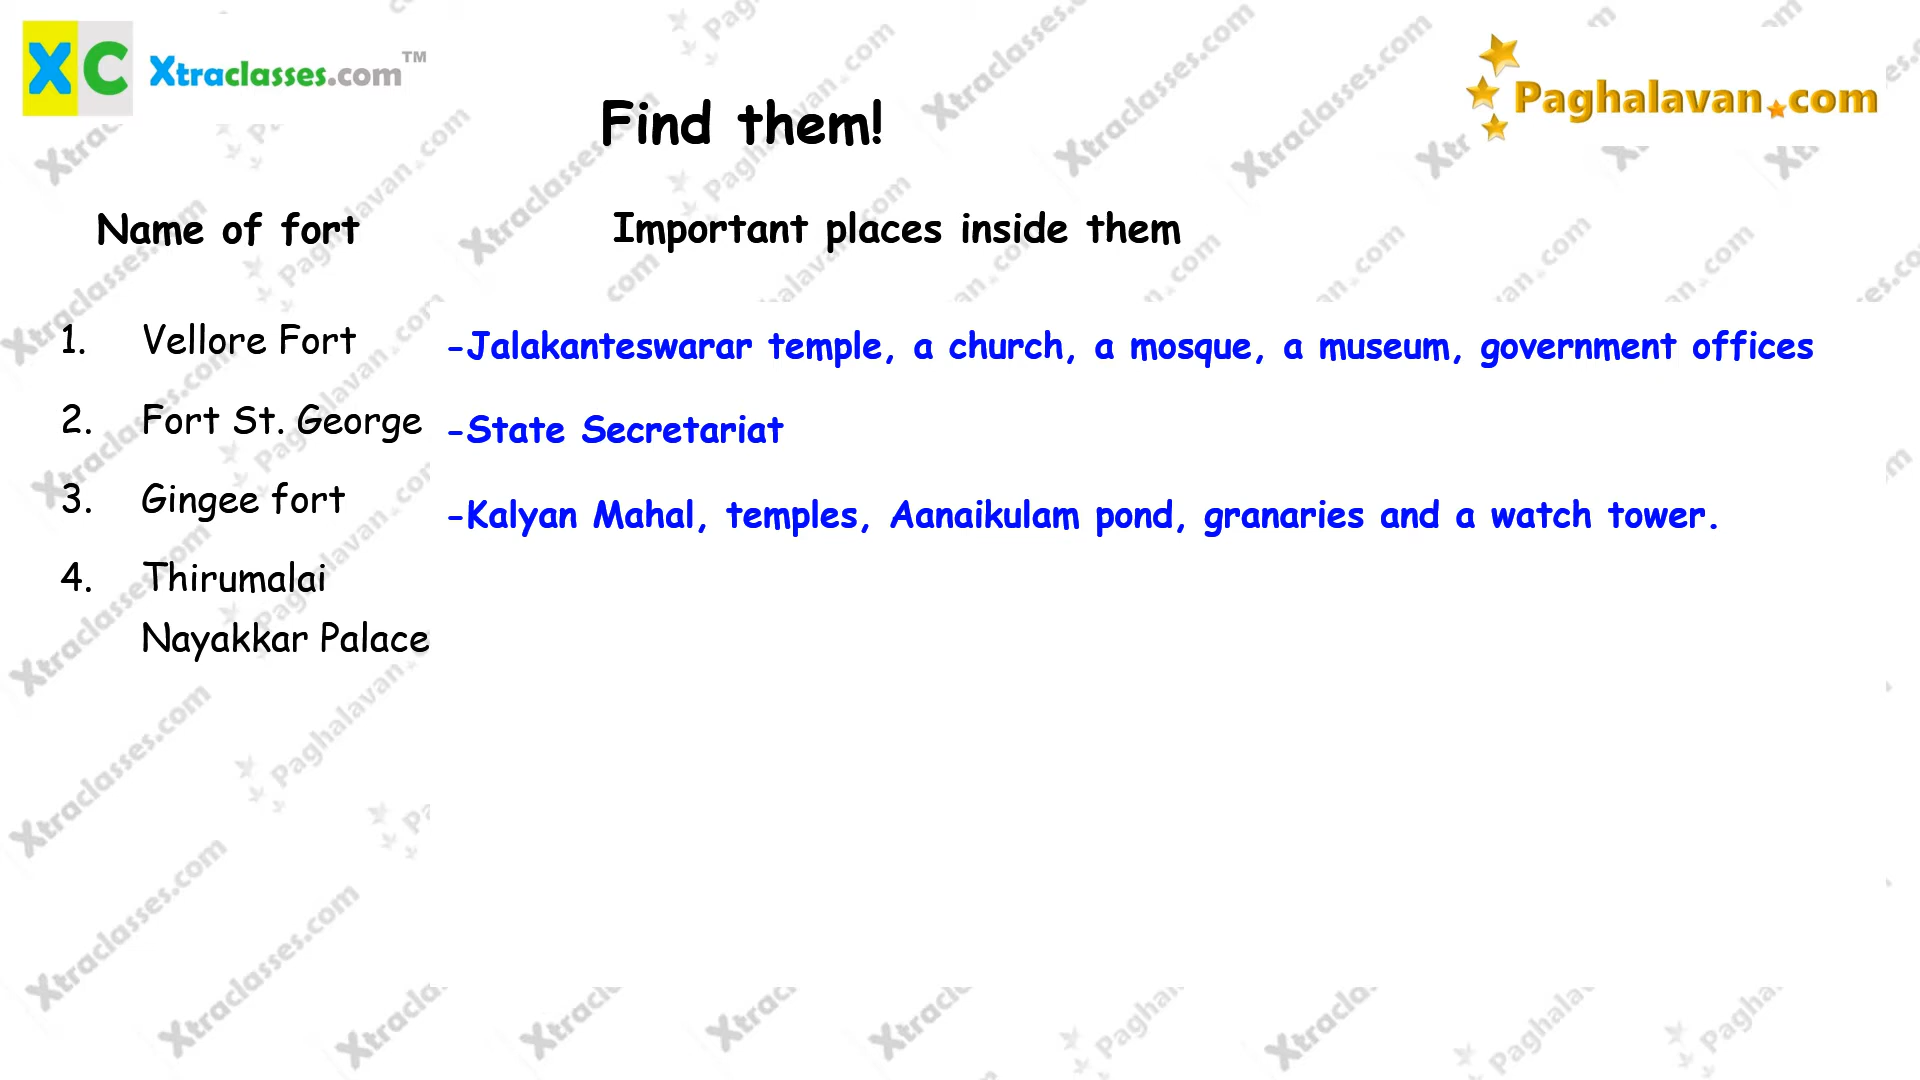 XC Xtraclasses.com™
Paghalavan.com
Find them!
Name of fort Important places inside them
1. Vellore Fort -Jalakanteswarar temple, a church, a mosque, a museum, government offices
2. Fort St. George -State Secretariat
3. Gingee fort -Kalyan Mahal, temples, Aanaikulam pond, granaries and a watch tower.
4. Thirumalai
Nayakkar Palace